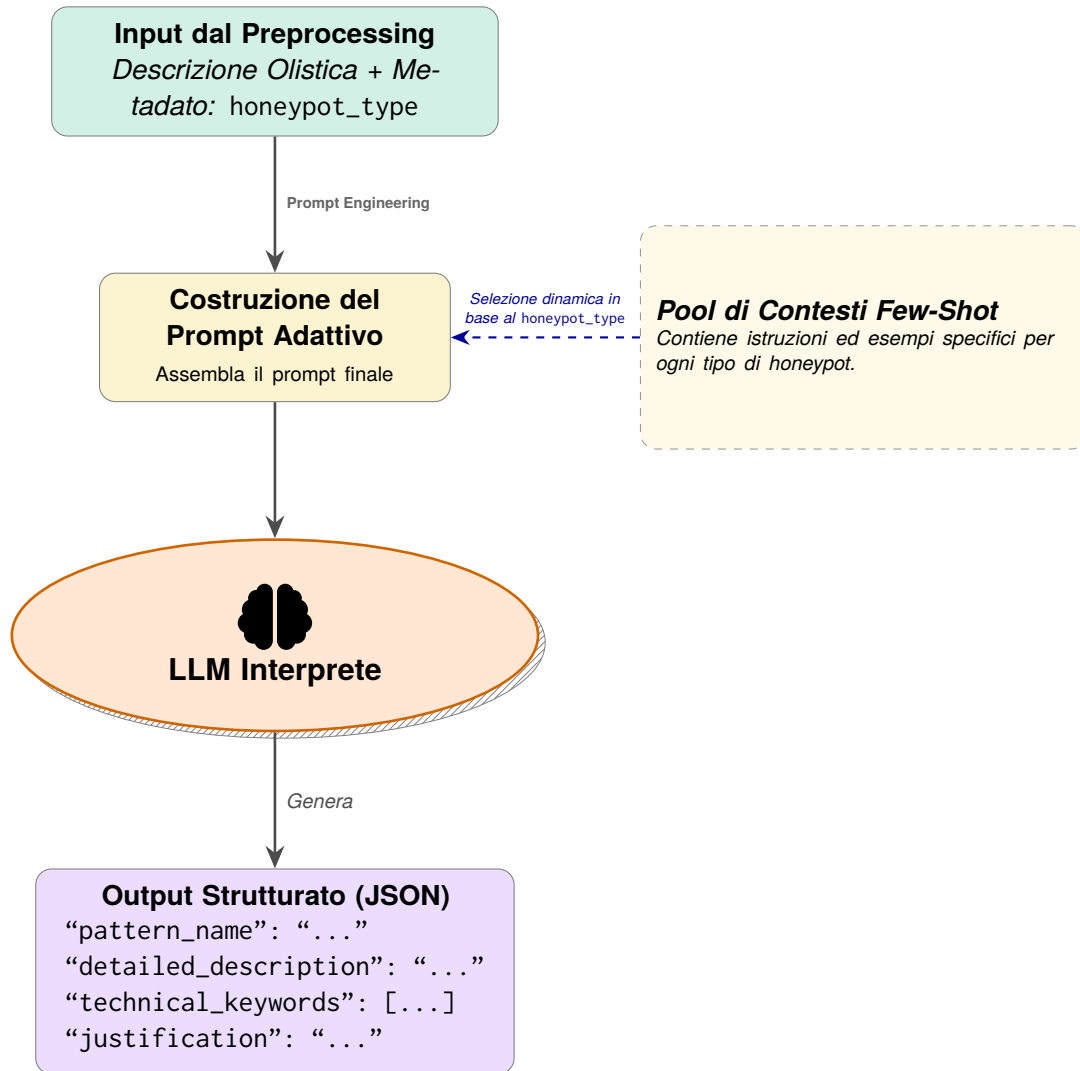 Input dal Preprocessing
Descrizione Olistica + Me-
tadato: honeypot_type
Prompt Engineering
Costruzione del
Prompt Adattivo
Assembla il prompt finale
Selezione dinamica in
base al honeypot_type
Pool di Contesti Few-Shot
Contiene istruzioni ed esempi specifici per
ogni tipo di honeypot.
LLM Interprete
Genera
Output Strutturato (JSON)
“pattern_name”: “...”
“detailed_description”: “...”
“technical_keywords”: [...]
“justification”: “...”